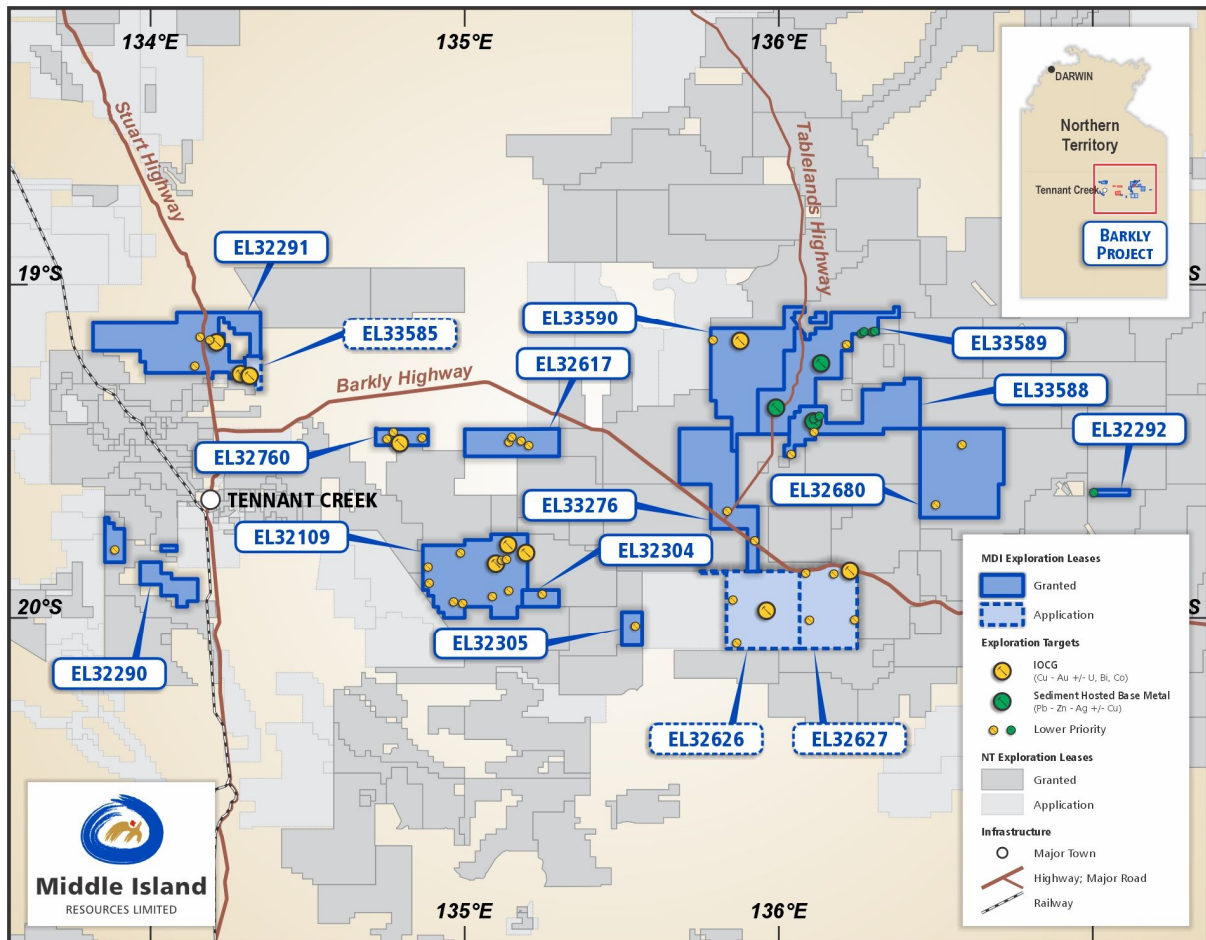 134°E
135°E
136°E
DARWIN
Northern
Territory
Tennant Creek
BARKLY
PROJECT
Stuart Highway
Tablelands Highway
19°S
S
EL32291
EL33585
EL33590
EL33589
EL32617
Barkly Highway
EL33588
EL32292
EL32760
EL32680
TENNANT CREEK
EL33276
EL32109
EL32304
20°S
S
EL32305
EL32290
EL32626
EL32627
MDI Exploration Leases
Granted
Application
Exploration Targets
IOCG
(Cu - Au +/- U, Bi, Co)
Sediment Hosted Base Metal
(Pb - Zn - Ag +/- Cu)
Lower Priority
NT Exploration Leases
Granted
Application
Infrastructure
Major Town
Highway; Major Road
Railway
Middle Island
RESOURCES LIMITED
135°E
136°E